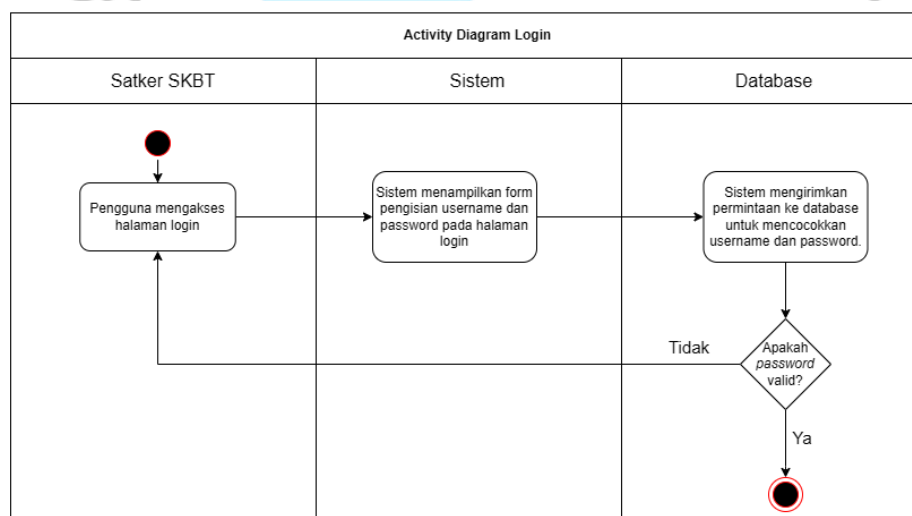 Activity Diagram Login
Satker SKBT
Sistem
Database
Pengguna mengakses
halaman login
Sistem menampilkan form
pengisian username dan
password pada halaman
login
Sistem mengirimkan
permintaan ke database
untuk mencocokkan
username dan password.
Apakah
password
valid?
Tidak
Ya